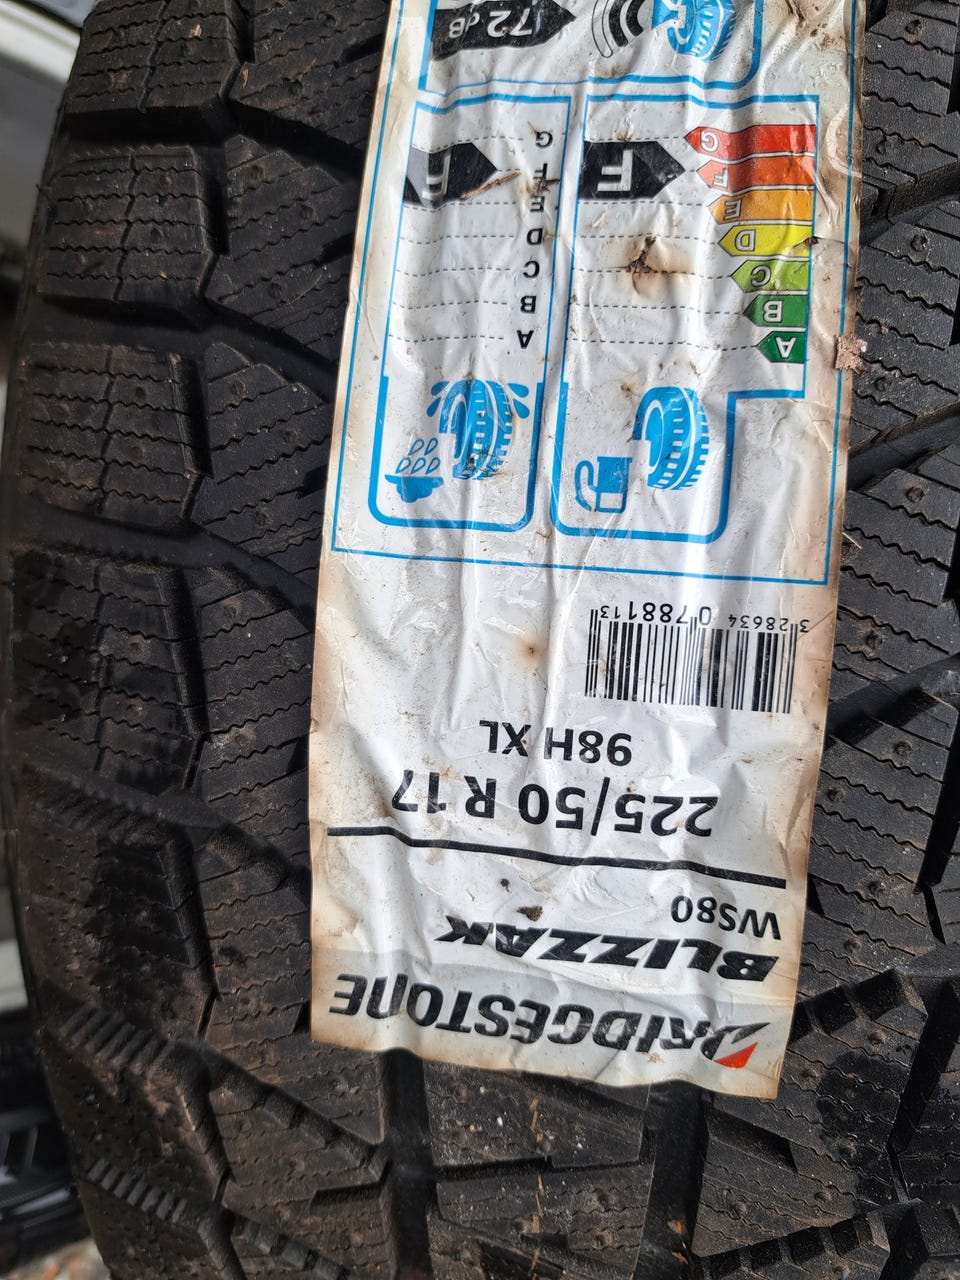 BRIDGESTONE
BLIZZAK
WS80
225/50 R 17
98H XL
3 286340 788113
A
B
C
D
E
F
G
F
A
B
C
D
E
F
G
F
72 dB